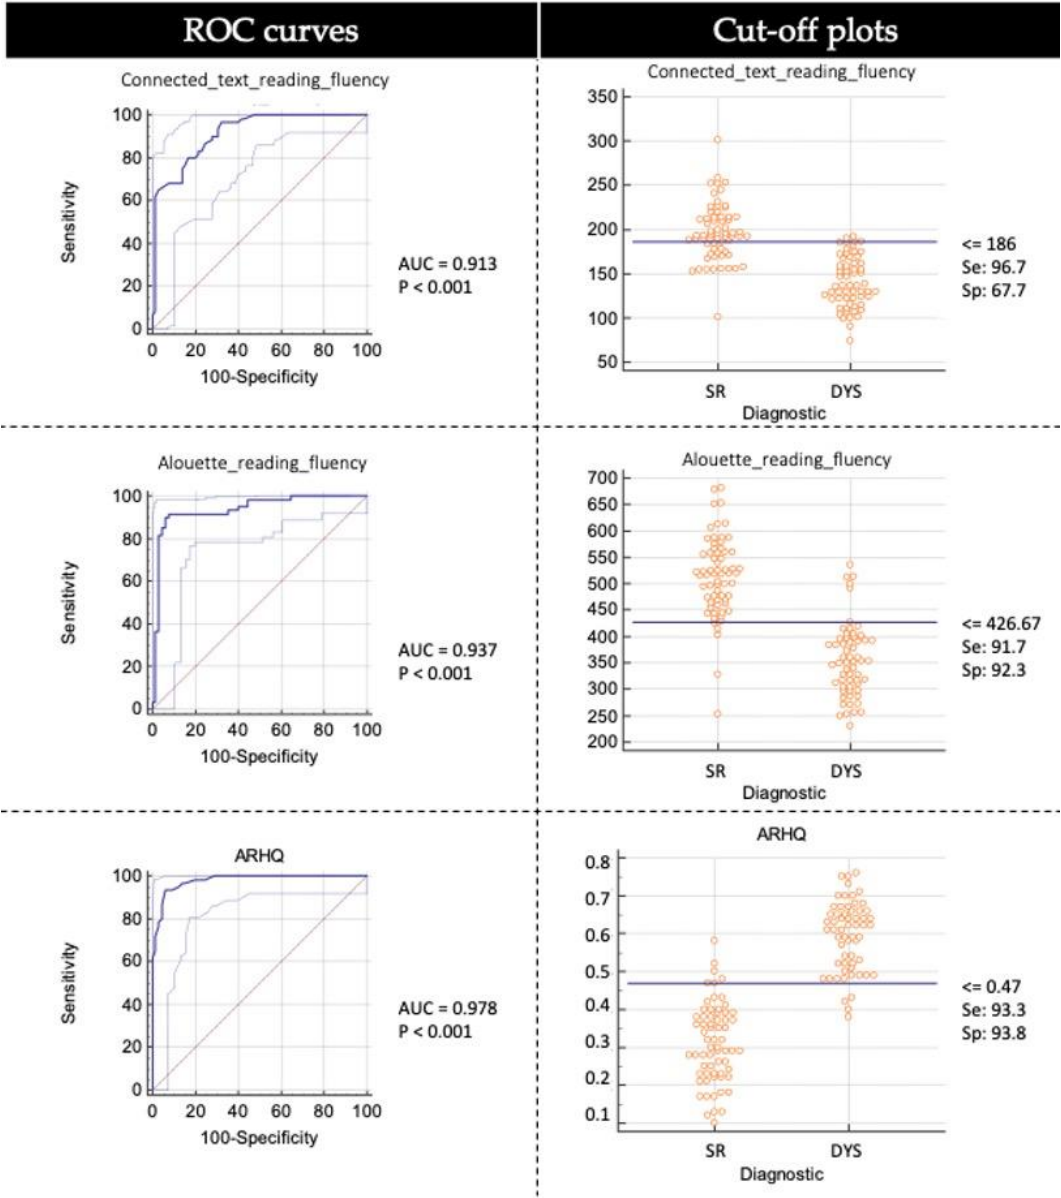 ROC curves
Cut-off plots
Connected_text_reading_fluency
100
80
60
40
20
0
Sensitivity
0 20 40 60 80 100
100-Specificity
AUC = 0.913
P < 0.001
Connected_text_reading_fluency
350
300
250
200
150
100
50
SR DYS
Diagnostic
<= 186
Se: 96.7
Sp: 67.7
Alouette_reading_fluency
100
80
60
40
20
0
Sensitivity
0 20 40 60 80 100
100-Specificity
AUC = 0.937
P < 0.001
Alouette_reading_fluency
700
650
600
550
500
450
400
350
300
250
200
SR DYS
Diagnostic
<= 426.67
Se: 91.7
Sp: 92.3
ARHQ
100
80
60
40
20
0
Sensitivity
0 20 40 60 80 100
100-Specificity
AUC = 0.978
P < 0.001
ARHQ
0.8
0.7
0.6
0.5
0.4
0.3
0.2
0.1
SR DYS
Diagnostic
<= 0.47
Se: 93.3
Sp: 93.8